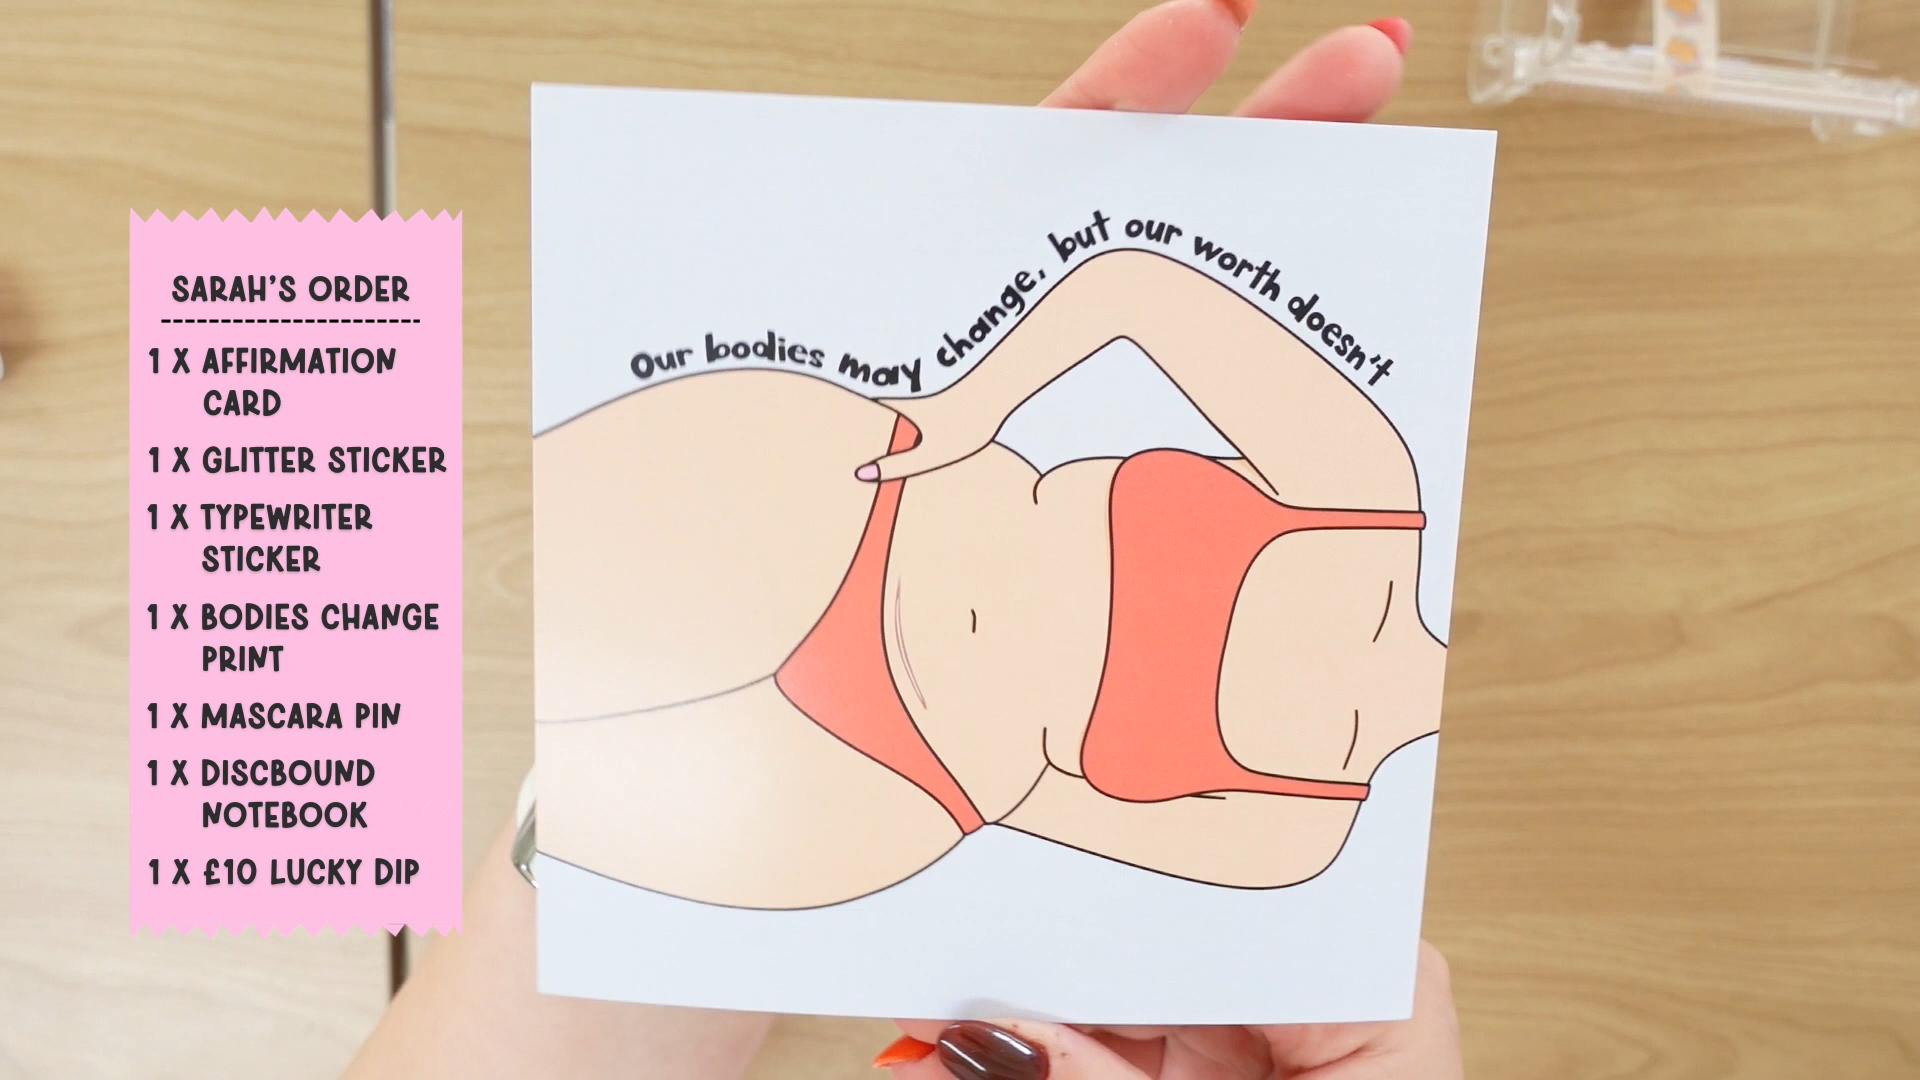 SARAH'S ORDER
1 X AFFIRMATION
CARD
1 X GLITTER STICKER
1 X TYPEWRITER
STICKER
1 X BODIES CHANGE
PRINT
1 X MASCARA PIN
1 X DISCBOUND
NOTEBOOK
1 X £10 LUCKY DIP
Our bodies may change, but our worth doesn't